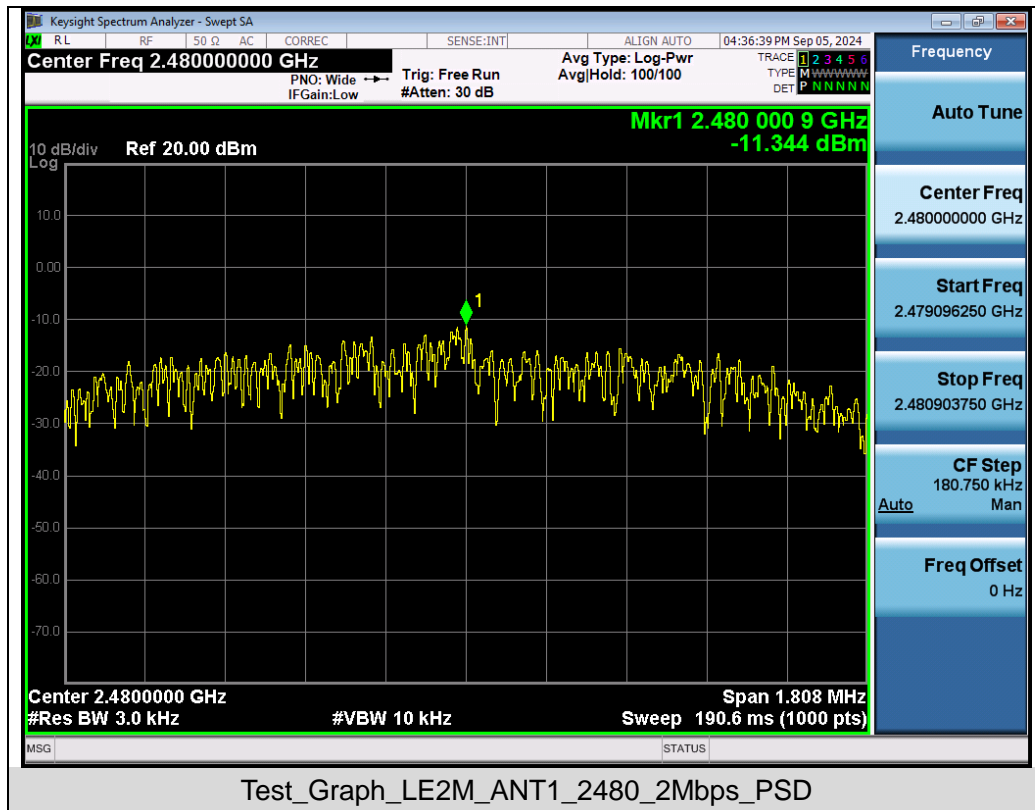 Keysight Spectrum Analyzer - Swept SA
LXI RL RF 50 Ω AC CORREC SENSE:INT ALIGN AUTO 04:36:39 PM Sep 05, 2024
Center Freq 2.480000000 GHz
PNO: Wide
IFGain:Low
Trig: Free Run
#Atten: 30 dB
Avg Type: Log-Pwr
Avg|Hold: 100/100
TRACE 1 2 3 4 5 6
TYPE M WWWWW
DET P N N N N N
Mkr1 2.480 000 9 GHz
-11.344 dBm
10 dB/div Ref 20.00 dBm
Log
10.0
0.00
1
-10.0
-20.0
-30.0
-40.0
-50.0
-60.0
-70.0
Center 2.4800000 GHz Span 1.808 MHz
#Res BW 3.0 kHz #VBW 10 kHz Sweep 190.6 ms (1000 pts)
MSG STATUS
Frequency
Auto Tune
Center Freq
2.480000000 GHz
Start Freq
2.479096250 GHz
Stop Freq
2.480903750 GHz
CF Step
180.750 kHz
Auto Man
Freq Offset
0 Hz
Test_Graph_LE2M_ANT1_2480_2Mbps_PSD